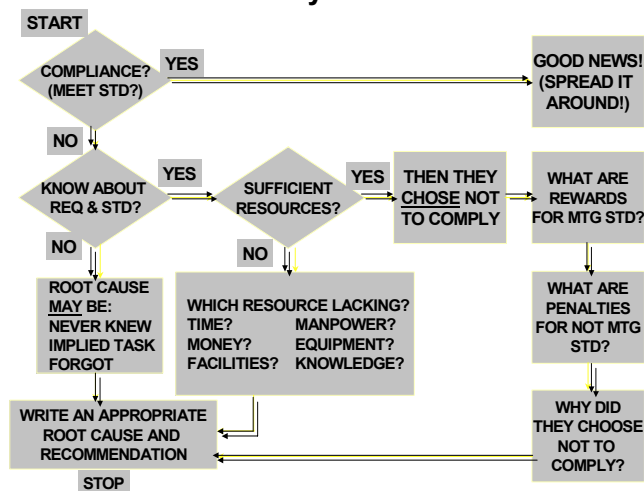 START
COMPLIANCE?
(MEET STD?)
YES
GOOD NEWS!
(SPREAD IT
AROUND!)
NO
KNOW ABOUT
REQ & STD?
YES
SUFFICIENT
RESOURCES?
YES
THEN THEY
CHOSE NOT
TO COMPLY
WHAT ARE
REWARDS
FOR MTG STD?
NO
ROOT CAUSE
MAY BE:
NEVER KNEW
IMPLIED TASK
FORGOT
NO
WHICH RESOURCE LACKING?
TIME? MANPOWER?
MONEY? EQUIPMENT?
FACILITIES? KNOWLEDGE?
WHAT ARE
PENALTIES
FOR NOT MTG
STD?
WHY DID
THEY CHOOSE
NOT TO
COMPLY?
WRITE AN APPROPRIATE
ROOT CAUSE AND
RECOMMENDATION
STOP